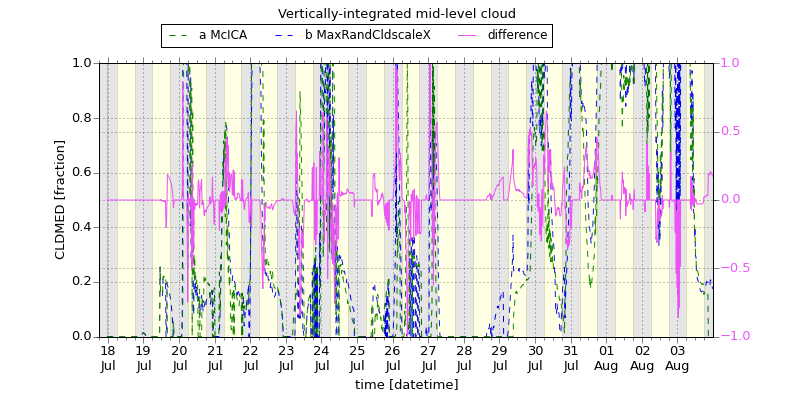 Vertically-integrated mid-level cloud
a McICA b MaxRandCldscaleX difference
1.0 1.0
0.8 0.5
0.6 0.0
0.4 −0.5
0.2 −1.0
0.0
CLDMED [fraction]
18 19 20 21 22 23 24 25 26 27 28 29 30 31 01 02 03
Jul Jul Jul Jul Jul Jul Jul Jul Jul Jul Jul Jul Jul Jul Aug Aug Aug
time [datetime]